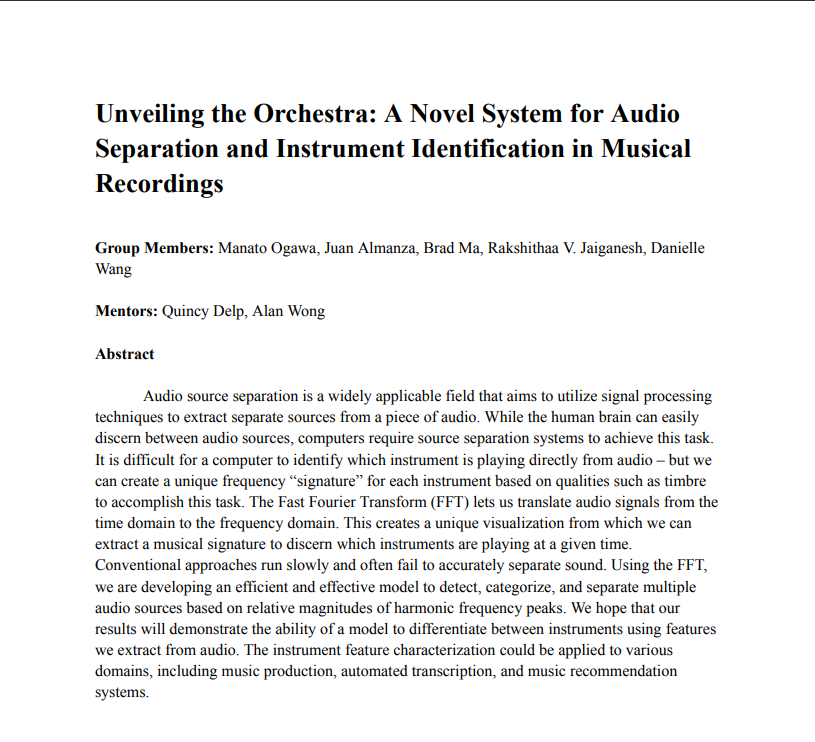 Unveiling the Orchestra: A Novel System for Audio
Separation and Instrument Identification in Musical
Recordings
Group Members: Manato Ogawa, Juan Almanza, Brad Ma, Rakshithaa V. Jaiganesh, Danielle
Wang
Mentors: Quincy Delp, Alan Wong
Abstract
Audio source separation is a widely applicable field that aims to utilize signal processing
techniques to extract separate sources from a piece of audio. While the human brain can easily
discern between audio sources, computers require source separation systems to achieve this task.
It is difficult for a computer to identify which instrument is playing directly from audio – but we
can create a unique frequency “signature” for each instrument based on qualities such as timbre
to accomplish this task. The Fast Fourier Transform (FFT) lets us translate audio signals from the
time domain to the frequency domain. This creates a unique visualization from which we can
extract a musical signature to discern which instruments are playing at a given time.
Conventional approaches run slowly and often fail to accurately separate sound. Using the FFT,
we are developing an efficient and effective model to detect, categorize, and separate multiple
audio sources based on relative magnitudes of harmonic frequency peaks. We hope that our
results will demonstrate the ability of a model to differentiate between instruments using features
we extract from audio. The instrument feature characterization could be applied to various
domains, including music production, automated transcription, and music recommendation
systems.